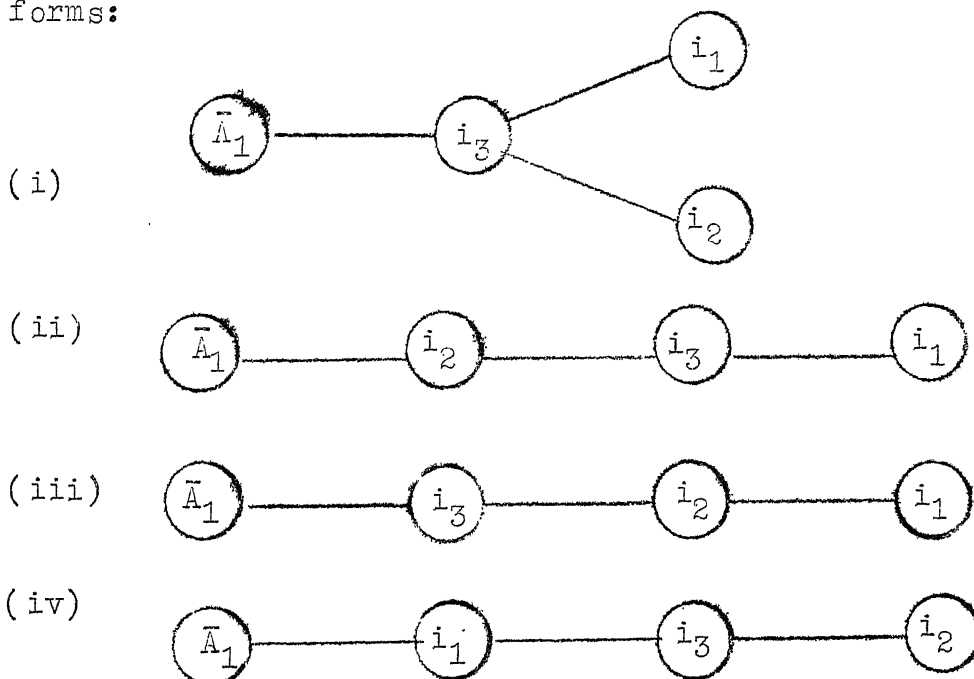 forms:
(i) Ā₁ i₃ i₁ i₂
(ii) Ā₁ i₂ i₃ i₁
(iii) Ā₁ i₃ i₂ i₁
(iv) Ā₁ i₁ i₃ i₂